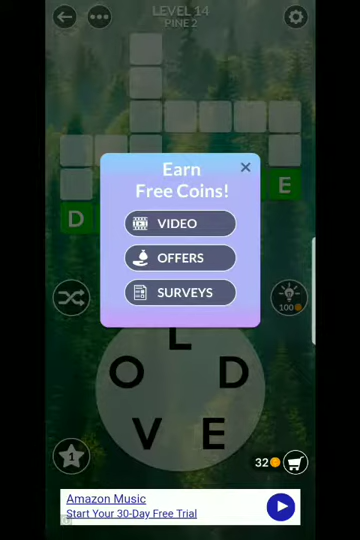 LEVEL 14
PINE 2
Earn
Free Coins!
VIDEO
OFFERS
SURVEYS
E
D
100
L
O D
V E
1
32
Amazon Music
Start Your 30-Day Free Trial